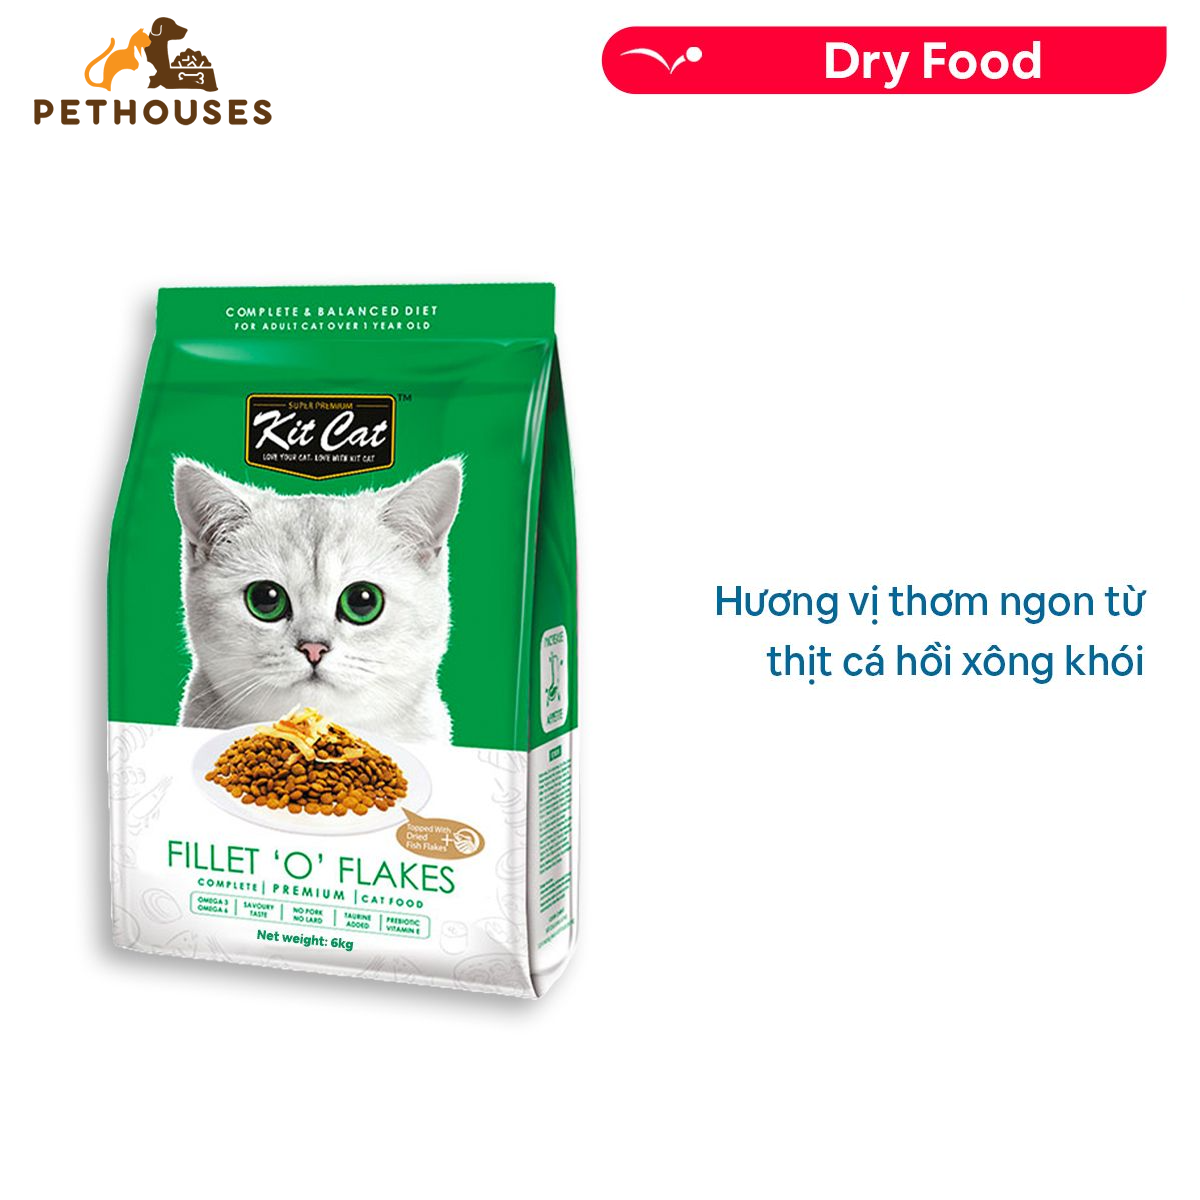 PETHOUSES
Dry Food
COMPLETE & BALANCED DIET
FOR ADULT CAT OVER 1 YEAR OLD
SUPER PREMIUM
Kit Cat
TM
LOVE YOUR CAT. LOVE WITH KIT CAT
Hương vị thơm ngon từ
thịt cá hồi xông khói
APPETITE
Topped With
Dried
Fish Flakes
FILLET 'O' FLAKES
COMPLETE | PREMIUM | CAT FOOD
OMEGA 3
OMEGA 6
SAVOURY
TASTE
NO PORK
NO LARD
TAURINE
ADDED
PREBIOTIC
VITAMIN E
Net weight: 6kg